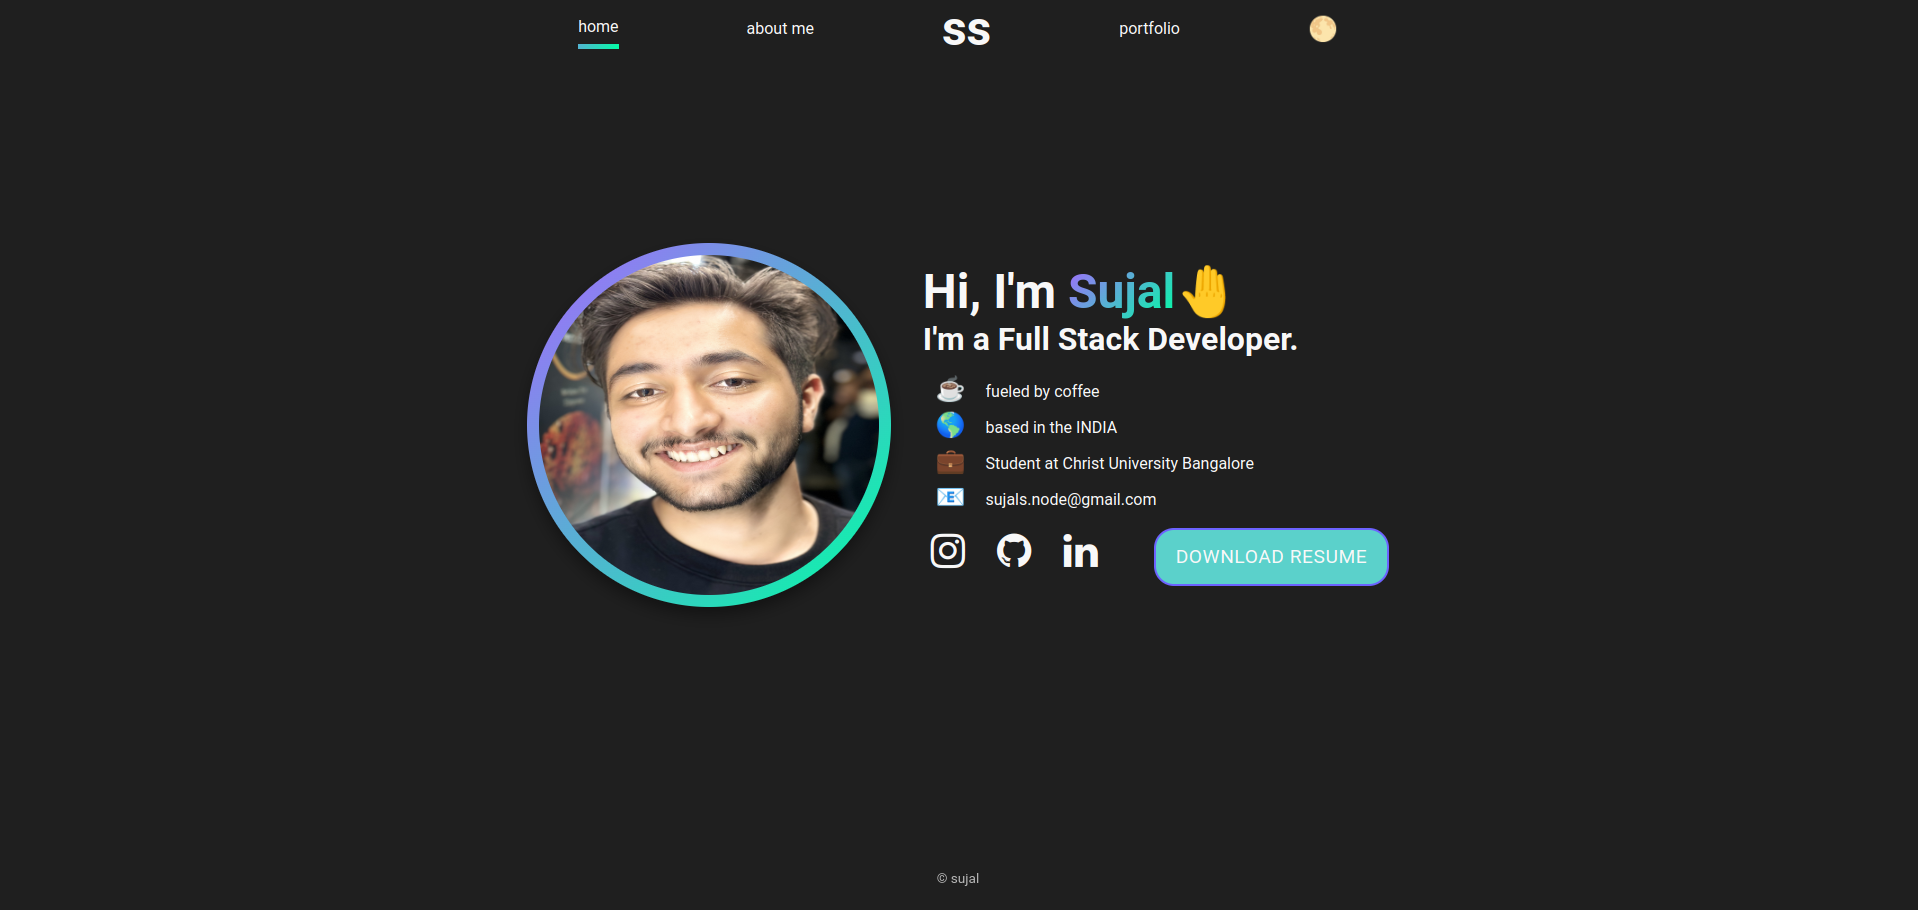 home
about me
ss
portfolio
Hi, I'm Sujal🤚
I'm a Full Stack Developer.
fueled by coffee
based in the INDIA
Student at Christ University Bangalore
sujals.node@gmail.com
in
DOWNLOAD RESUME
© sujal